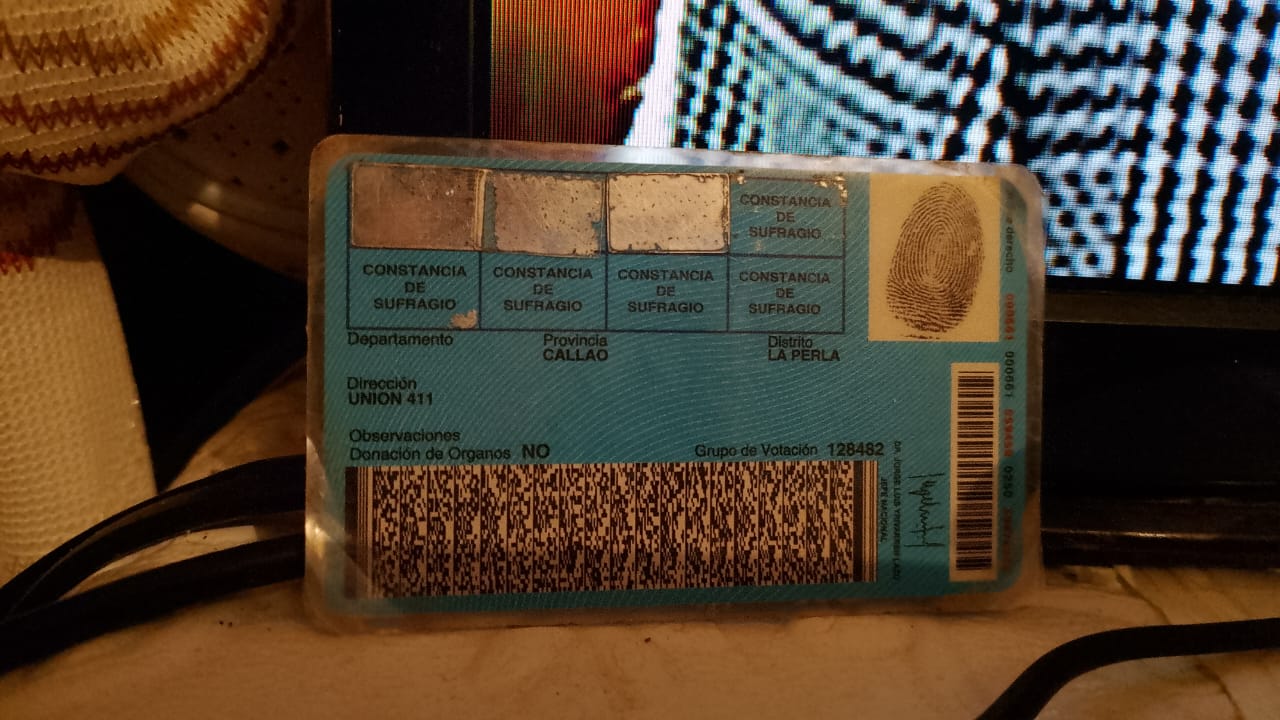 CONSTANCIA
DE
SUFRAGIO
CONSTANCIA
DE
SUFRAGIO
CONSTANCIA
DE
SUFRAGIO
CONSTANCIA
DE
SUFRAGIO
CONSTANCIA
DE
SUFRAGIO
Departamento Provincia Distrito
CALLAO LA PERLA
Dirección
UNION 411
Observaciones
Donación de Organos NO Grupo de Votación 128482
JEFE NACIONAL
derecho